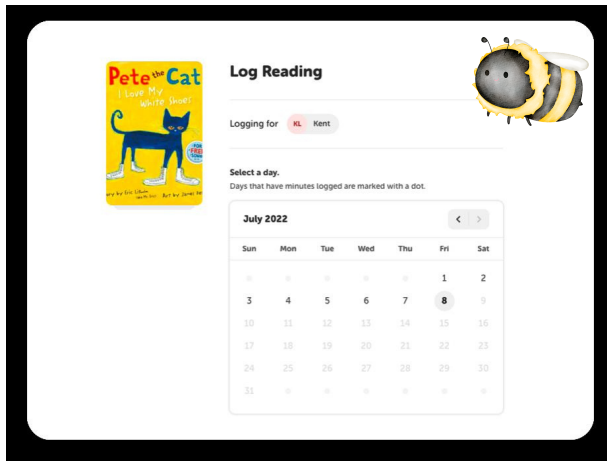 Pete the Cat
I Love My
White Shoes
FREE
Log Reading
Logging for KL Kent
Select a day.
Days that have minutes logged are marked with a dot.
July 2022 < >
Sun Mon Tue Wed Thu Fri Sat
1 2
3 4 5 6 7 8 9
10 11 12 13 14 15 16
17 18 19 20 21 22 23
24 25 26 27 28 29 30
31